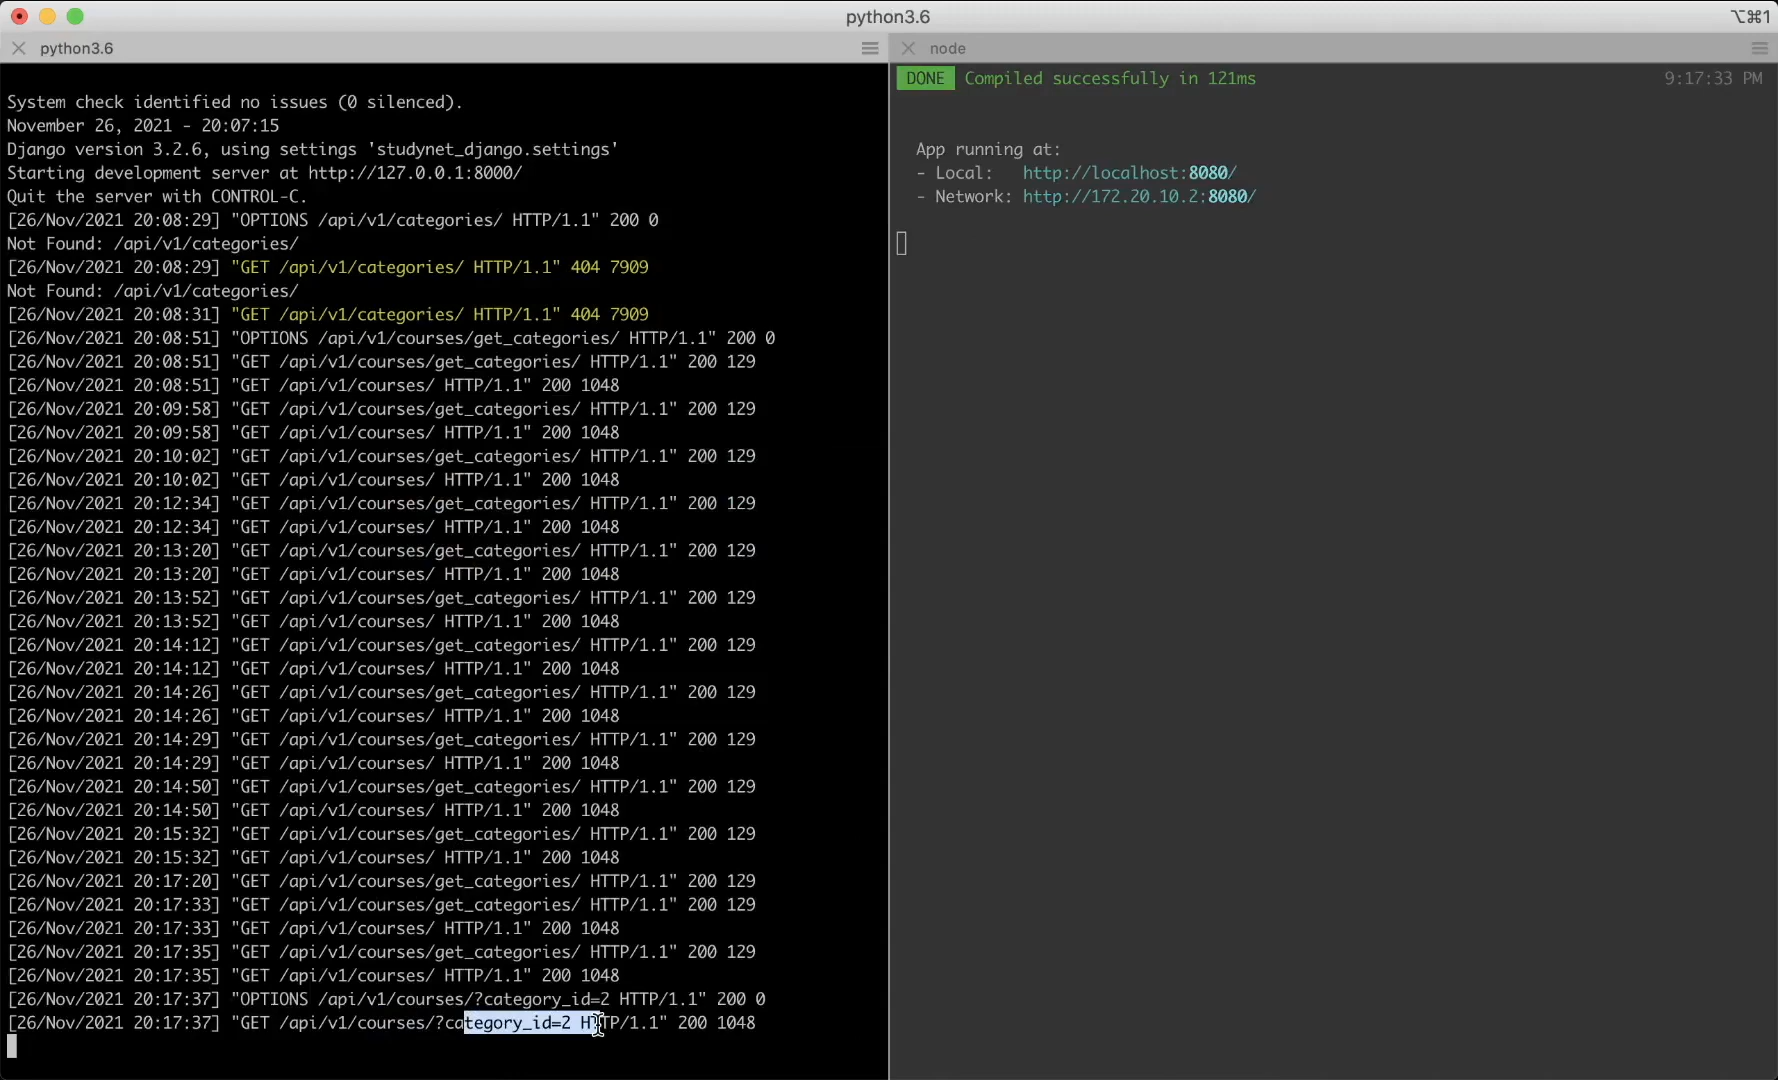 python3.6
⌥⌘1
python3.6
System check identified no issues (0 silenced).
November 26, 2021 - 20:07:15
Django version 3.2.6, using settings 'studynet_django.settings'
Starting development server at http://127.0.0.1:8000/
Quit the server with CONTROL-C.
[26/Nov/2021 20:08:29] "OPTIONS /api/v1/categories/ HTTP/1.1" 200 0
Not Found: /api/v1/categories/
[26/Nov/2021 20:08:29] "GET /api/v1/categories/ HTTP/1.1" 404 7909
Not Found: /api/v1/categories/
[26/Nov/2021 20:08:31] "GET /api/v1/categories/ HTTP/1.1" 404 7909
[26/Nov/2021 20:08:51] "OPTIONS /api/v1/courses/get_categories/ HTTP/1.1" 200 0
[26/Nov/2021 20:08:51] "GET /api/v1/courses/get_categories/ HTTP/1.1" 200 129
[26/Nov/2021 20:08:51] "GET /api/v1/courses/ HTTP/1.1" 200 1048
[26/Nov/2021 20:09:58] "GET /api/v1/courses/get_categories/ HTTP/1.1" 200 129
[26/Nov/2021 20:09:58] "GET /api/v1/courses/ HTTP/1.1" 200 1048
[26/Nov/2021 20:10:02] "GET /api/v1/courses/get_categories/ HTTP/1.1" 200 129
[26/Nov/2021 20:10:02] "GET /api/v1/courses/ HTTP/1.1" 200 1048
[26/Nov/2021 20:12:34] "GET /api/v1/courses/get_categories/ HTTP/1.1" 200 129
[26/Nov/2021 20:12:34] "GET /api/v1/courses/ HTTP/1.1" 200 1048
[26/Nov/2021 20:13:20] "GET /api/v1/courses/get_categories/ HTTP/1.1" 200 129
[26/Nov/2021 20:13:20] "GET /api/v1/courses/ HTTP/1.1" 200 1048
[26/Nov/2021 20:13:52] "GET /api/v1/courses/get_categories/ HTTP/1.1" 200 129
[26/Nov/2021 20:13:52] "GET /api/v1/courses/ HTTP/1.1" 200 1048
[26/Nov/2021 20:14:12] "GET /api/v1/courses/get_categories/ HTTP/1.1" 200 129
[26/Nov/2021 20:14:12] "GET /api/v1/courses/ HTTP/1.1" 200 1048
[26/Nov/2021 20:14:26] "GET /api/v1/courses/get_categories/ HTTP/1.1" 200 129
[26/Nov/2021 20:14:26] "GET /api/v1/courses/ HTTP/1.1" 200 1048
[26/Nov/2021 20:14:29] "GET /api/v1/courses/get_categories/ HTTP/1.1" 200 129
[26/Nov/2021 20:14:29] "GET /api/v1/courses/ HTTP/1.1" 200 1048
[26/Nov/2021 20:14:50] "GET /api/v1/courses/get_categories/ HTTP/1.1" 200 129
[26/Nov/2021 20:14:50] "GET /api/v1/courses/ HTTP/1.1" 200 1048
[26/Nov/2021 20:15:32] "GET /api/v1/courses/get_categories/ HTTP/1.1" 200 129
[26/Nov/2021 20:15:32] "GET /api/v1/courses/ HTTP/1.1" 200 1048
[26/Nov/2021 20:17:20] "GET /api/v1/courses/get_categories/ HTTP/1.1" 200 129
[26/Nov/2021 20:17:33] "GET /api/v1/courses/get_categories/ HTTP/1.1" 200 129
[26/Nov/2021 20:17:33] "GET /api/v1/courses/ HTTP/1.1" 200 1048
[26/Nov/2021 20:17:35] "GET /api/v1/courses/get_categories/ HTTP/1.1" 200 129
[26/Nov/2021 20:17:35] "GET /api/v1/courses/ HTTP/1.1" 200 1048
[26/Nov/2021 20:17:37] "OPTIONS /api/v1/courses/?category_id=2 HTTP/1.1" 200 0
[26/Nov/2021 20:17:37] "GET /api/v1/courses/?category_id=2 HTTP/1.1" 200 1048
node
DONE Compiled successfully in 121ms 9:17:33 PM
App running at:
- Local: http://localhost:8080/
- Network: http://172.20.10.2:8080/